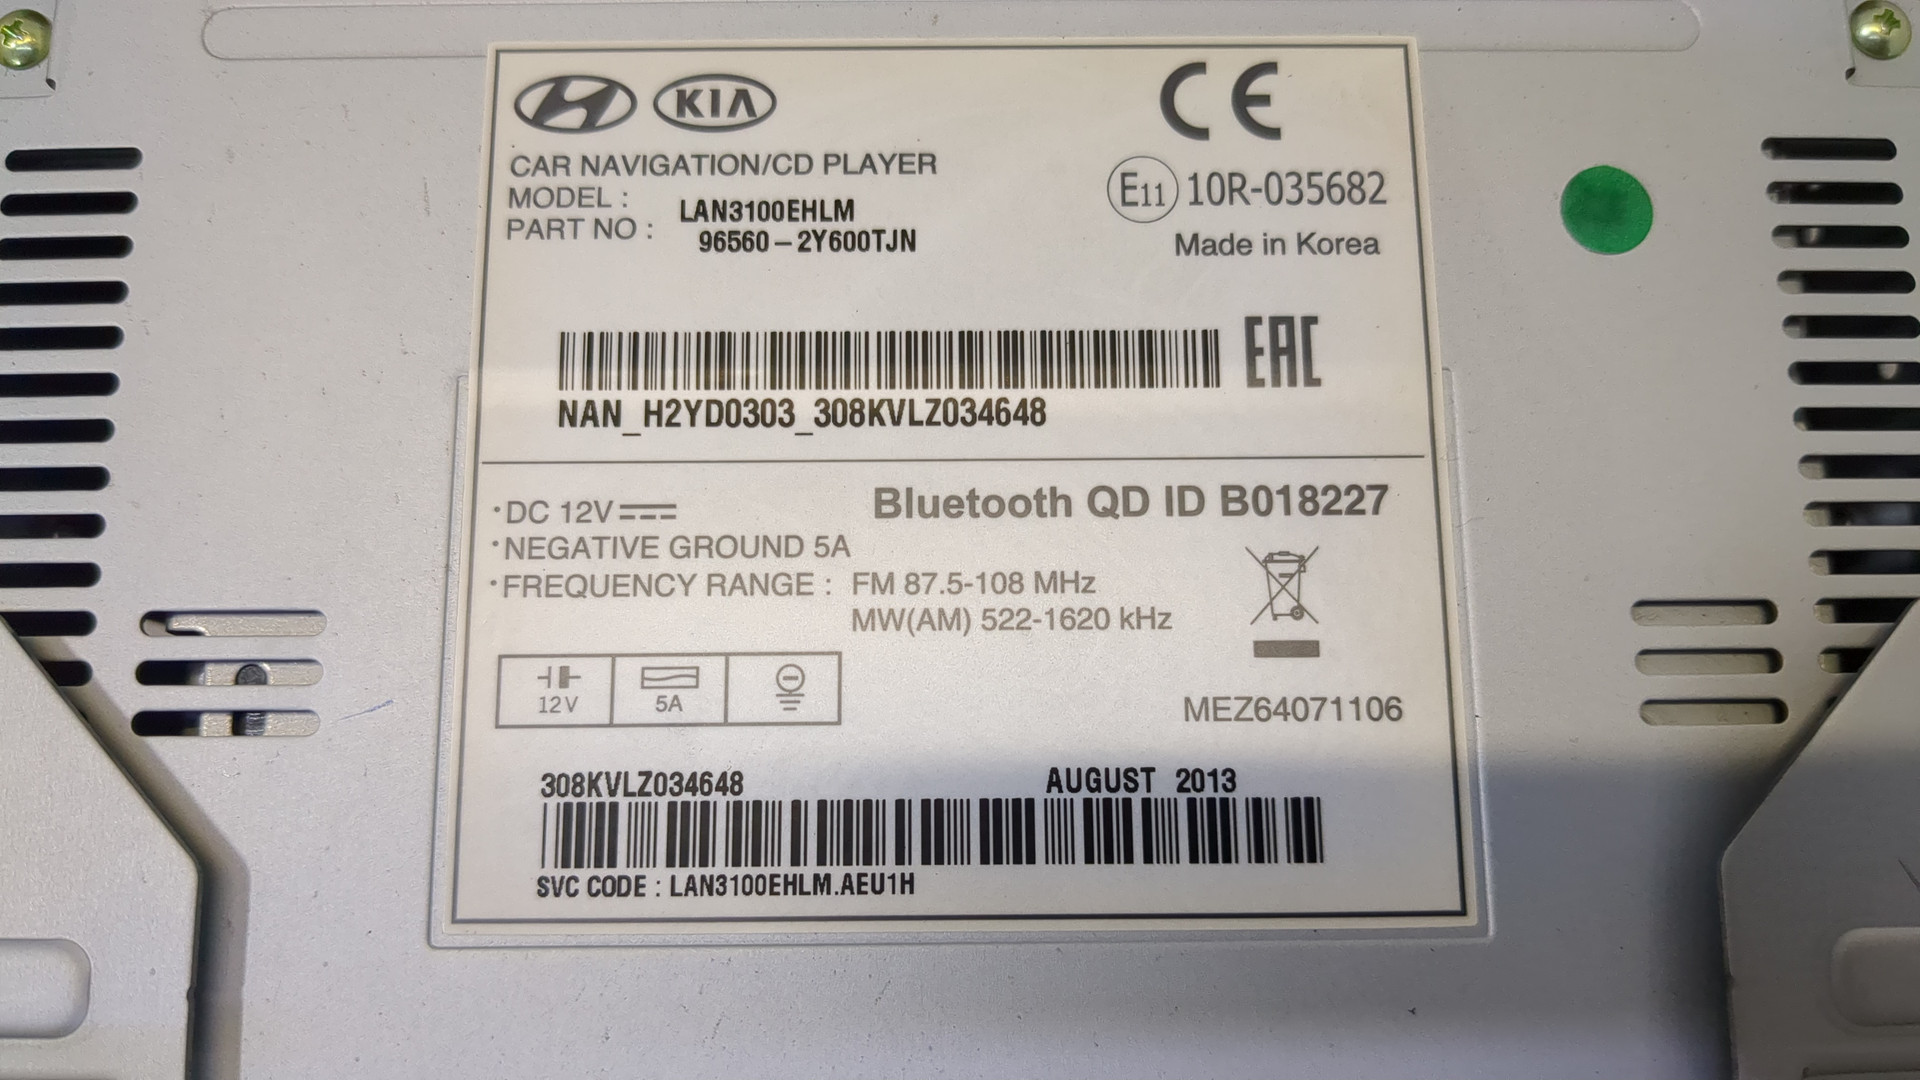 KIA
CE
CAR NAVIGATION/CD PLAYER
MODEL : LAN3100EHLM
PART NO : 96560-2Y600TJN
E11 10R-035682
Made in Korea
EAC
NAN_H2YD0303_308KVLZ034648
·DC 12V
Bluetooth QD ID B018227
·NEGATIVE GROUND 5A
·FREQUENCY RANGE : FM 87.5-108 MHz
MW(AM) 522-1620 kHz
12V 5A
MEZ64071106
308KVLZ034648 AUGUST 2013
SVC CODE : LAN3100EHLM.AEU1H